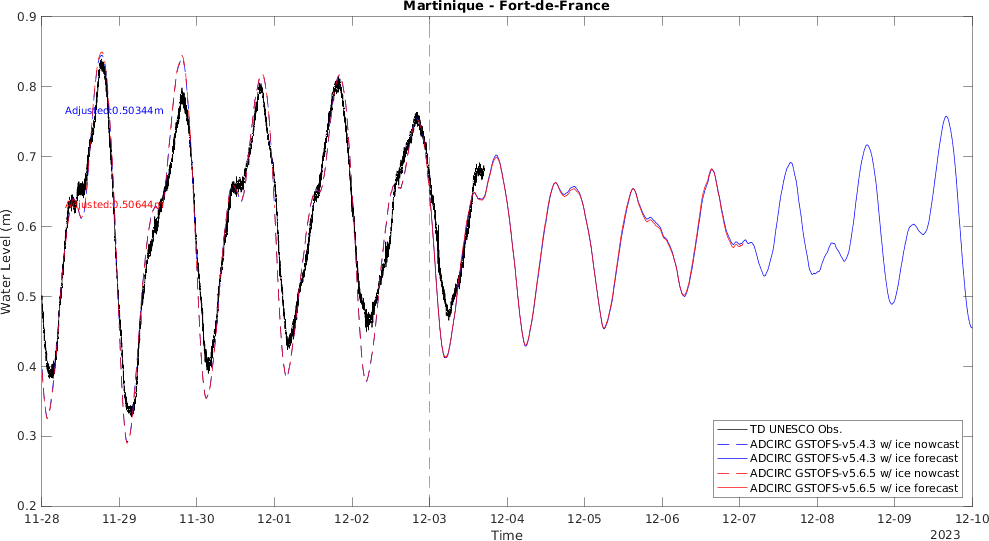 Martinique - Fort-de-France
0.9
0.8
0.7
0.6
0.5
0.4
0.3
0.2
Water Level (m)
Adjusted:0.50344m
Adjusted:0.50644m
TD UNESCO Obs.
ADCIRC GSTOFS-v5.4.3 w/ ice nowcast
ADCIRC GSTOFS-v5.4.3 w/ ice forecast
ADCIRC GSTOFS-v5.6.5 w/ ice nowcast
ADCIRC GSTOFS-v5.6.5 w/ ice forecast
11-28 11-29 11-30 12-01 12-02 12-03 12-04 12-05 12-06 12-07 12-08 12-09 12-10
Time
2023